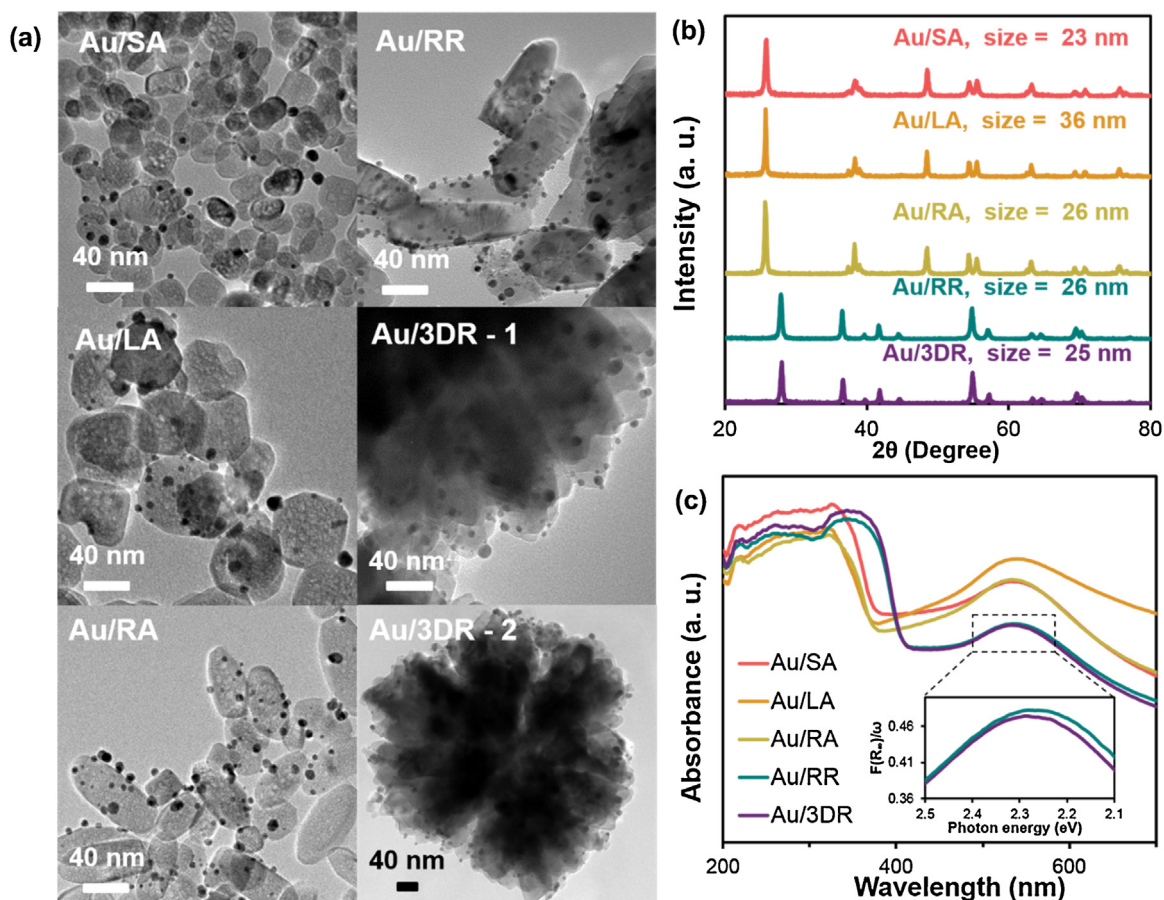 (a)
Au/SA
40 nm
Au/RR
40 nm
Au/LA
40 nm
Au/3DR - 1
40 nm
Au/RA
40 nm
Au/3DR - 2
40 nm
(b)
Intensity (a. u.)
Au/SA, size = 23 nm
Au/LA, size = 36 nm
Au/RA, size = 26 nm
Au/RR, size = 26 nm
Au/3DR, size = 25 nm
20 40 60 80
2θ (Degree)
(c)
Absorbance (a. u.)
Au/SA
Au/LA
Au/RA
Au/RR
Au/3DR
F(R∞)/ω
0.46
0.41
0.36
2.5 2.4 2.3 2.2 2.1
Photon energy (eV)
200 400 600
Wavelength (nm)